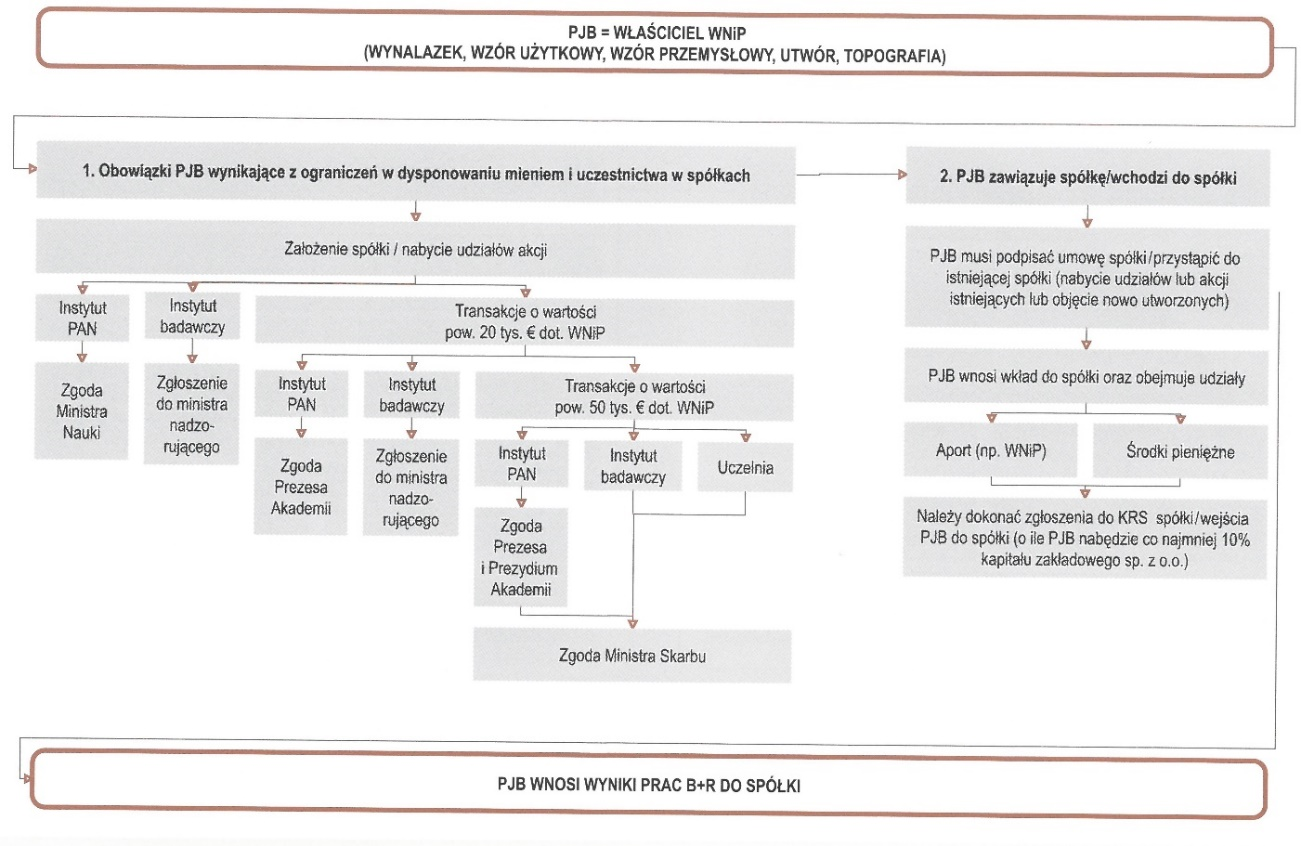 PJB = WŁAŚCICIEL WNiP
(WYNALAZEK, WZÓR UŻYTKOWY, WZÓR PRZEMYSŁOWY, UTWÓR, TOPOGRAFIA)
1. Obowiązki PJB wynikające z ograniczeń w dysponowaniu mieniem i uczestnictwa w spółkach
Założenie spółki / nabycie udziałów akcji
Instytut
PAN
Zgoda
Ministra
Nauki
Instytut
badawczy
Zgłoszenie
do ministra
nadzo-
rującego
Transakcje o wartości
pow. 20 tys. € dot. WNiP
Instytut
PAN
Zgoda
Prezesa
Akademii
Instytut
badawczy
Zgłoszenie
do ministra
nadzo-
rującego
Transakcje o wartości
pow. 50 tys. € dot. WNiP
Instytut
PAN
Zgoda
Prezesa
i Prezydium
Akademii
Instytut
badawczy
Uczelnia
Zgoda Ministra Skarbu
2. PJB zawiązuje spółkę/wchodzi do spółki
PJB musi podpisać umowę spółki/przystąpić do
istniejącej spółki (nabycie udziałów lub akcji
istniejących lub objęcie nowo utworzonych)
PJB wnosi wkład do spółki oraz obejmuje udziały
Aport (np. WNiP)
Środki pieniężne
Należy dokonać zgłoszenia do KRS spółki/wejścia
PJB do spółki (o ile PJB nabędzie co najmniej 10%
kapitału zakładowego sp. z o.o.)
PJB WNOSI WYNIKI PRAC B+R DO SPÓŁKI